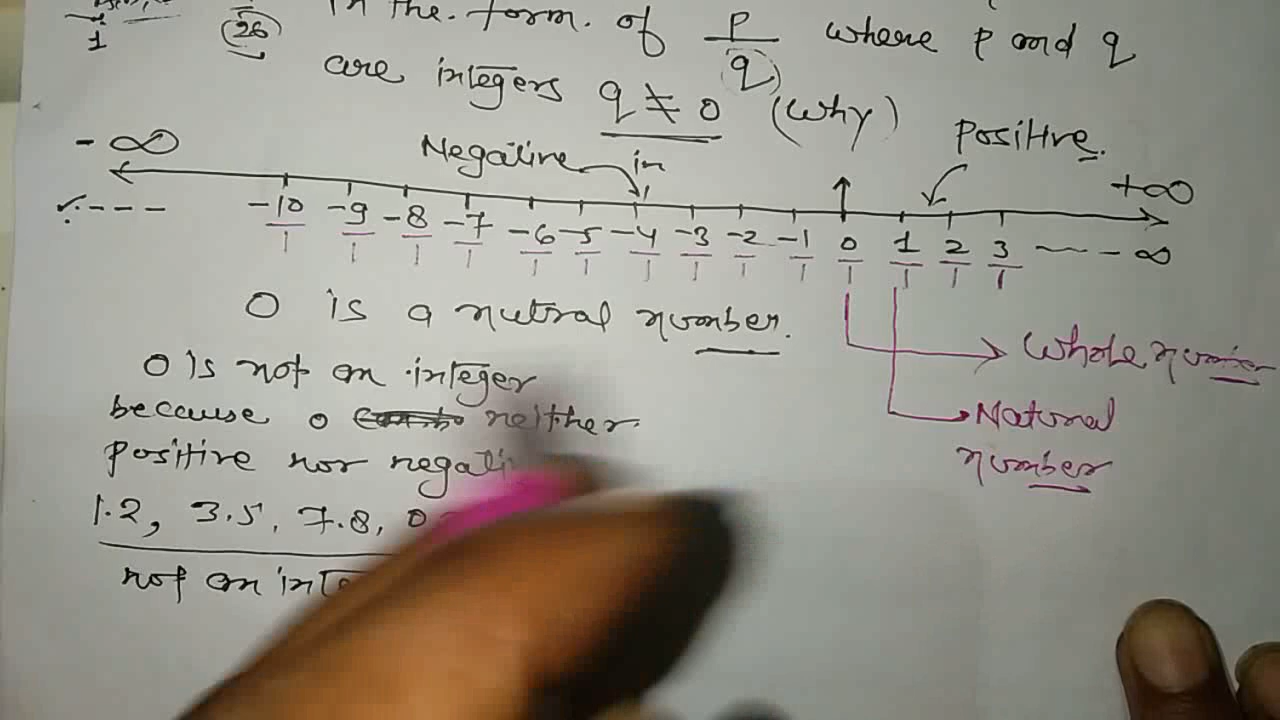 26 in the. form. of P/q where p and q
1
are integers q ≠ 0 (Why)
Negative in Positive.
- ∞ +∞
-10/1 -9/1 -8/1 -7/1 -6/1 -5/1 -4/1 -3/1 -2/1 -1/1 0/1 1/1 2/1 3/1 ---∞
0 is a nutral number.
Whole number
0 is not an integer
because 0 neither
Natural
positive nor
number
1.2, 3.5, 7.8,
not an